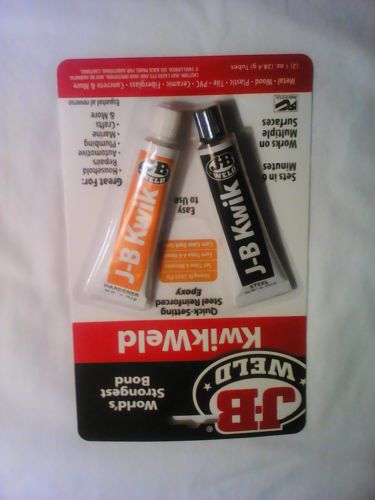 World's
Strongest
Bond
J-B
WELD
®
KwikWeld
Quick-Setting
Steel Reinforced
Epoxy
Sets in 6
Minutes
Works on
Multiple
Surfaces
Easy
to Use
Great For:
• Household
Repairs
• Automotive
• Plumbing
• Marine
• Crafts
& More
Español al reverso
J-B
WELD
J-B Kwik
STEEL
J-B
WELD
J-B Kwik
HARDENER
Metal • Wood • Plastic • Tile • PVC • Ceramic • Fiberglass • Concrete & More
(2) 1 oz. (28.4 g) Tubes